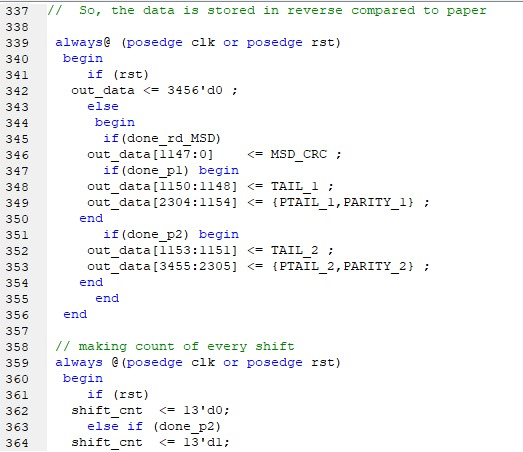 337 // So, the data is stored in reverse compared to paper
338
339 always@ (posedge clk or posedge rst)
340 begin
341 if (rst)
342 out_data <= 3456'd0 ;
343 else
344 begin
345 if(done_rd_MSD)
346 out_data[1147:0] <= MSD_CRC ;
347 if(done_p1) begin
348 out_data[1150:1148] <= TAIL_1 ;
349 out_data[2304:1154] <= {PTAIL_1,PARITY_1} ;
350 end
351 if(done_p2) begin
352 out_data[1153:1151] <= TAIL_2 ;
353 out_data[3455:2305] <= {PTAIL_2,PARITY_2} ;
354 end
355 end
356 end
357
358 // making count of every shift
359 always @(posedge clk or posedge rst)
360 begin
361 if (rst)
362 shift_cnt <= 13'd0;
363 else if (done_p2)
364 shift_cnt <= 13'd1;